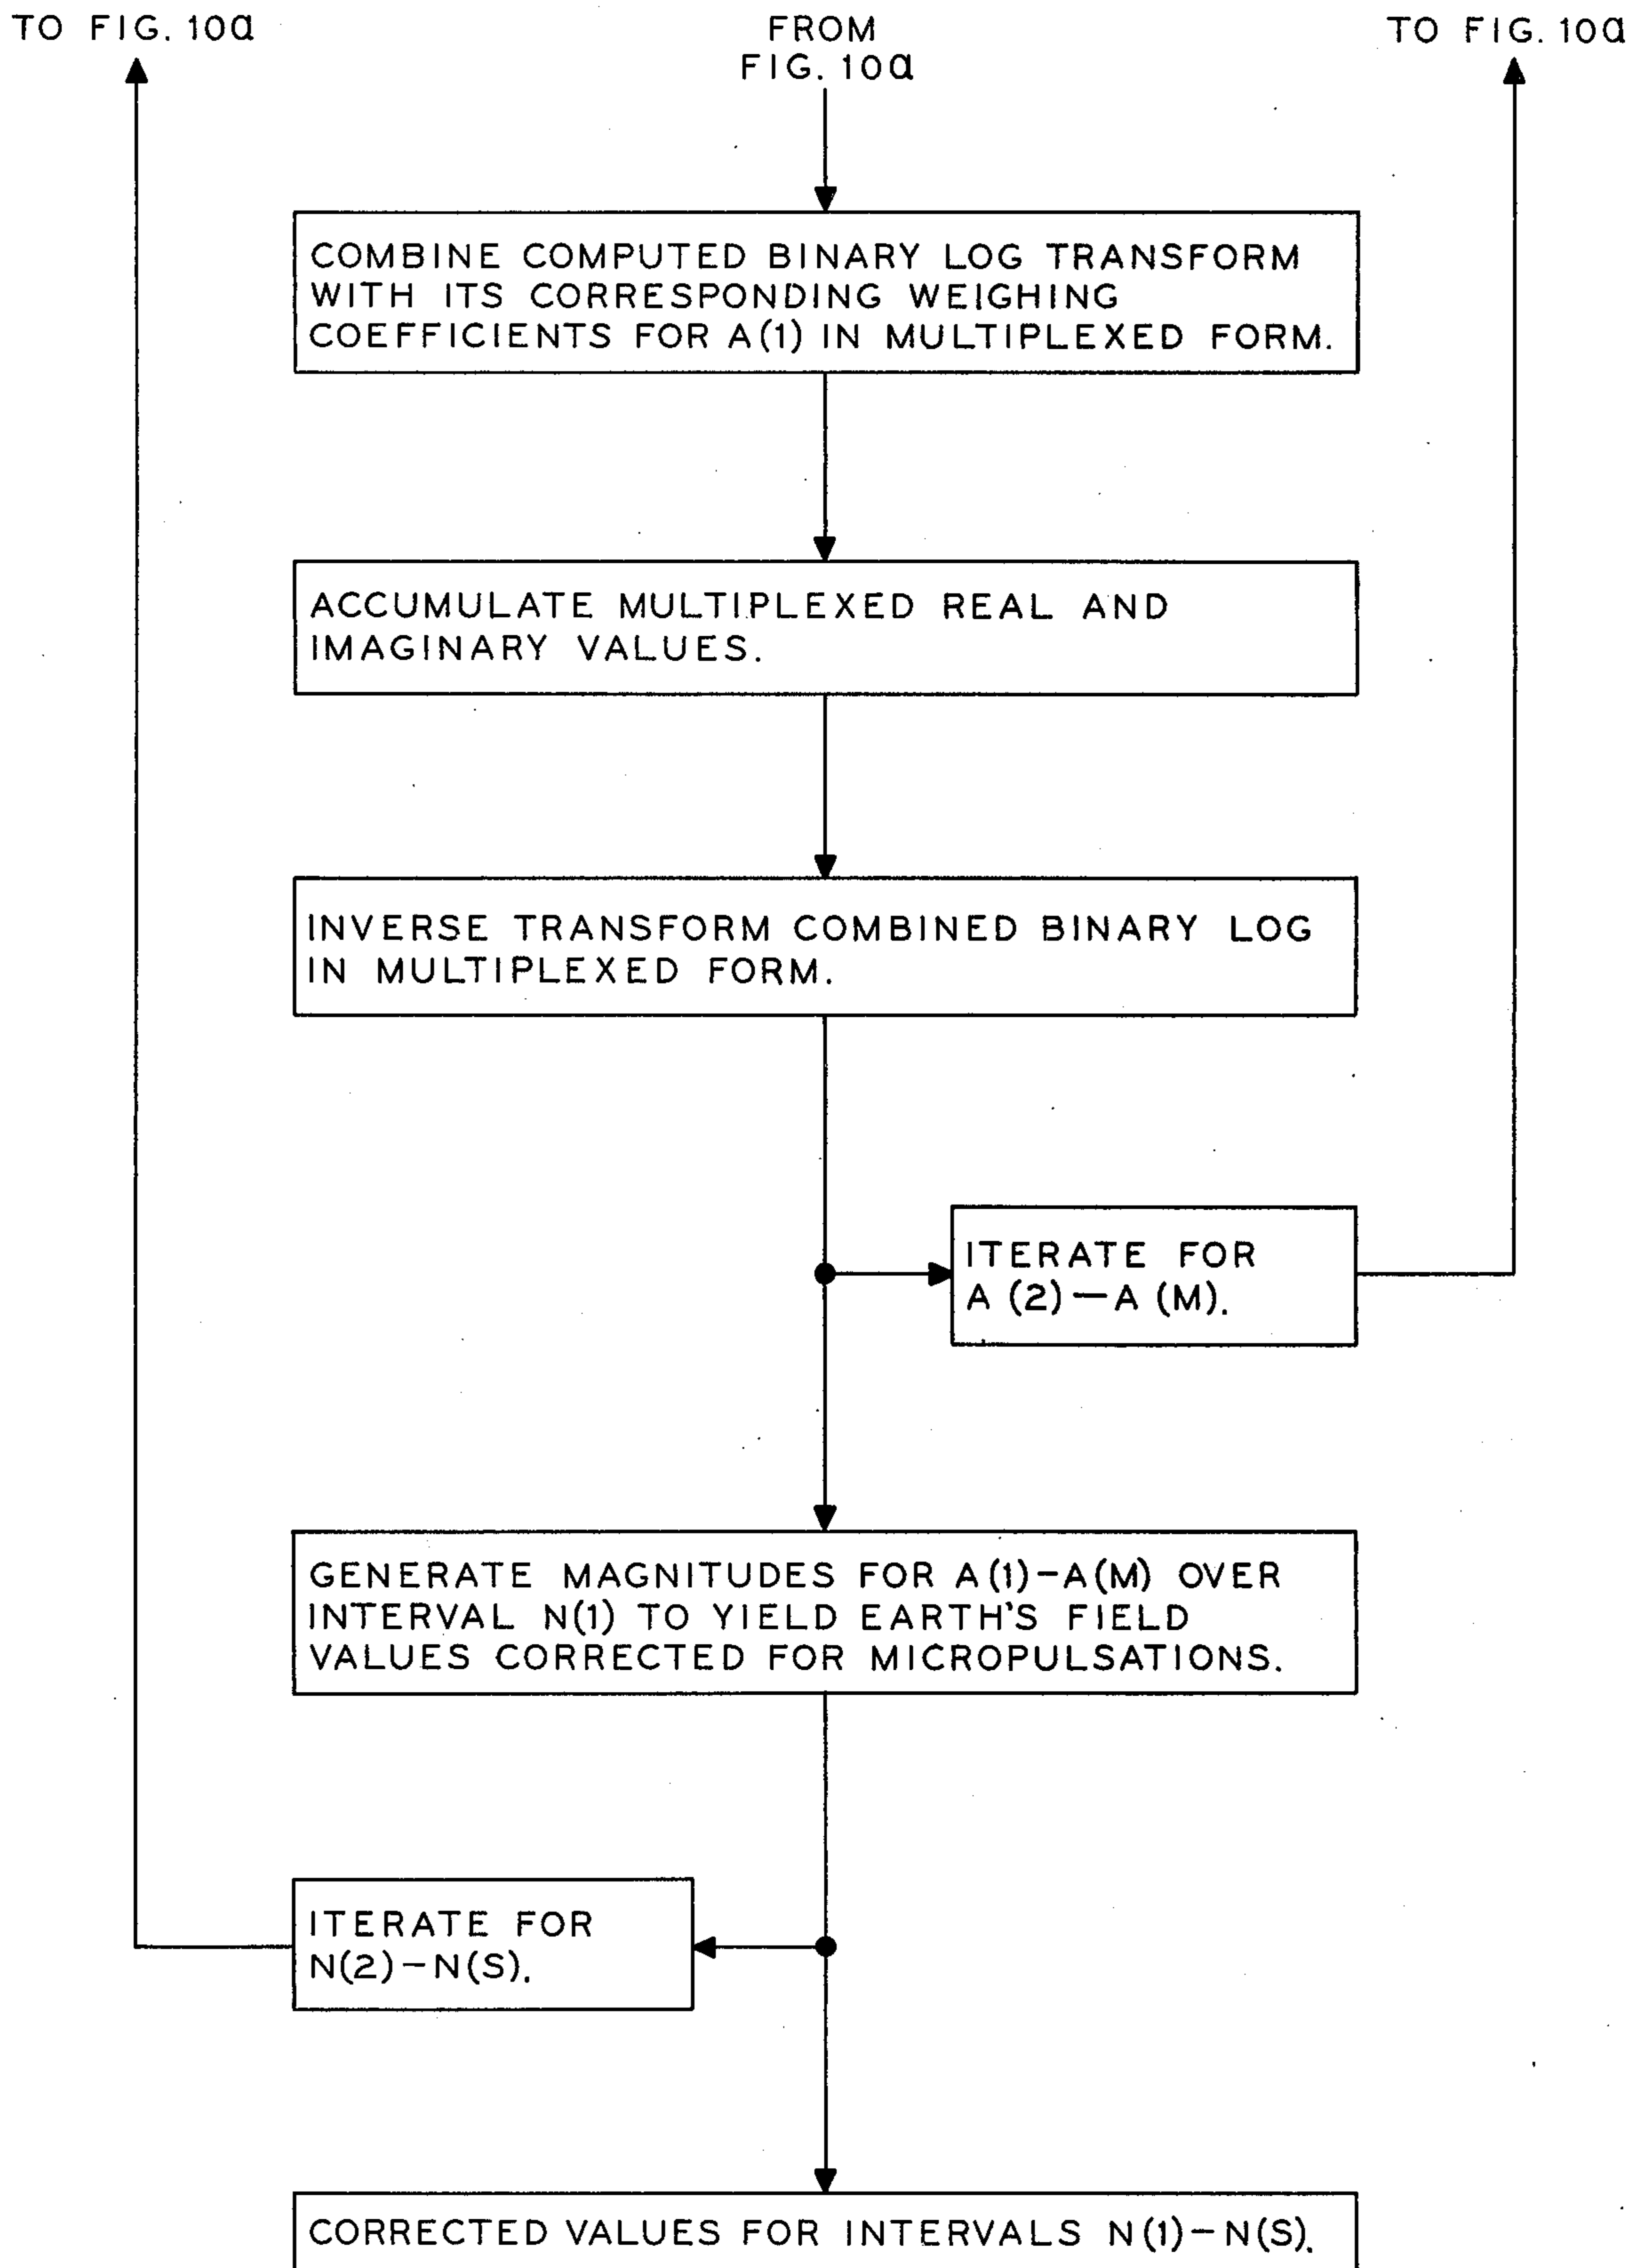 TO FIG. 10a
FROM
FIG. 10a
TO FIG. 10a
COMBINE COMPUTED BINARY LOG TRANSFORM
WITH ITS CORRESPONDING WEIGHING
COEFFICIENTS FOR A(1) IN MULTIPLEXED FORM.
ACCUMULATE MULTIPLEXED REAL AND
IMAGINARY VALUES.
INVERSE TRANSFORM COMBINED BINARY LOG
IN MULTIPLEXED FORM.
ITERATE FOR
A (2)—A (M).
GENERATE MAGNITUDES FOR A(1)-A(M) OVER
INTERVAL N(1) TO YIELD EARTH'S FIELD
VALUES CORRECTED FOR MICROPULSATIONS.
ITERATE FOR
N(2)-N(S).
CORRECTED VALUES FOR INTERVALS N(1)-N(S).